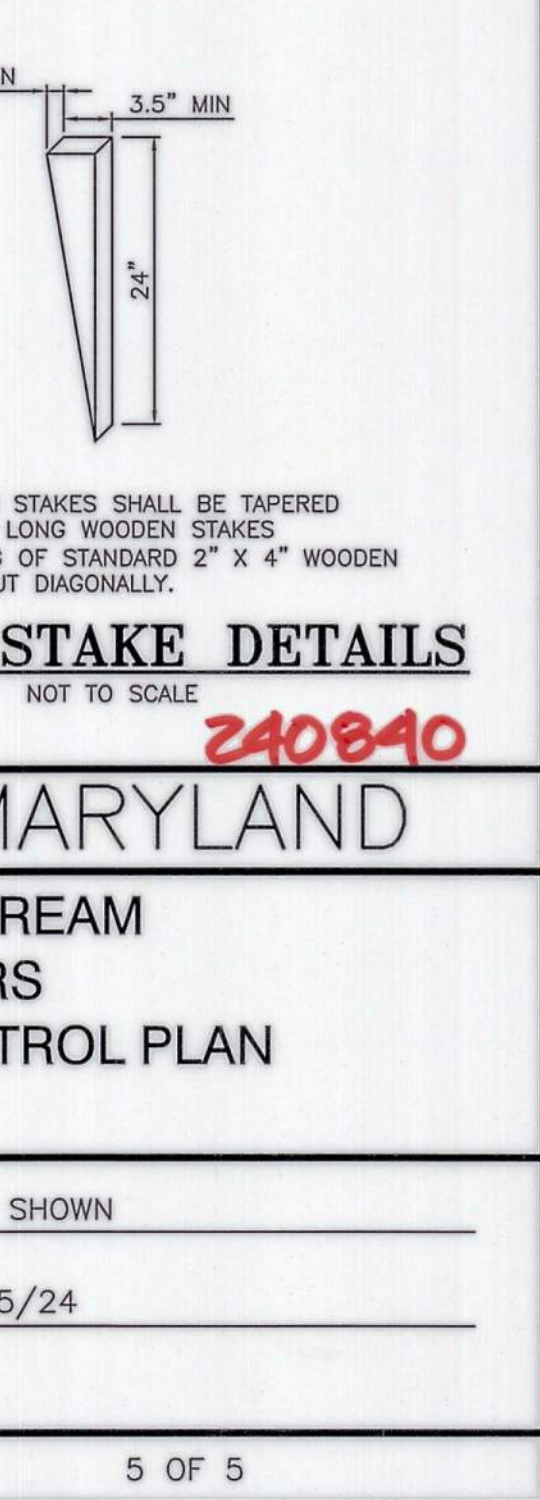 N
3.5" MIN
24"
STAKES SHALL BE TAPERED
LONG WOODEN STAKES
OF STANDARD 2" X 4" WOODEN
UT DIAGONALLY.
STAKE DETAILS
NOT TO SCALE
240840
MARYLAND
REAM
RS
TROL PLAN
SHOWN
5/24
5 OF 5